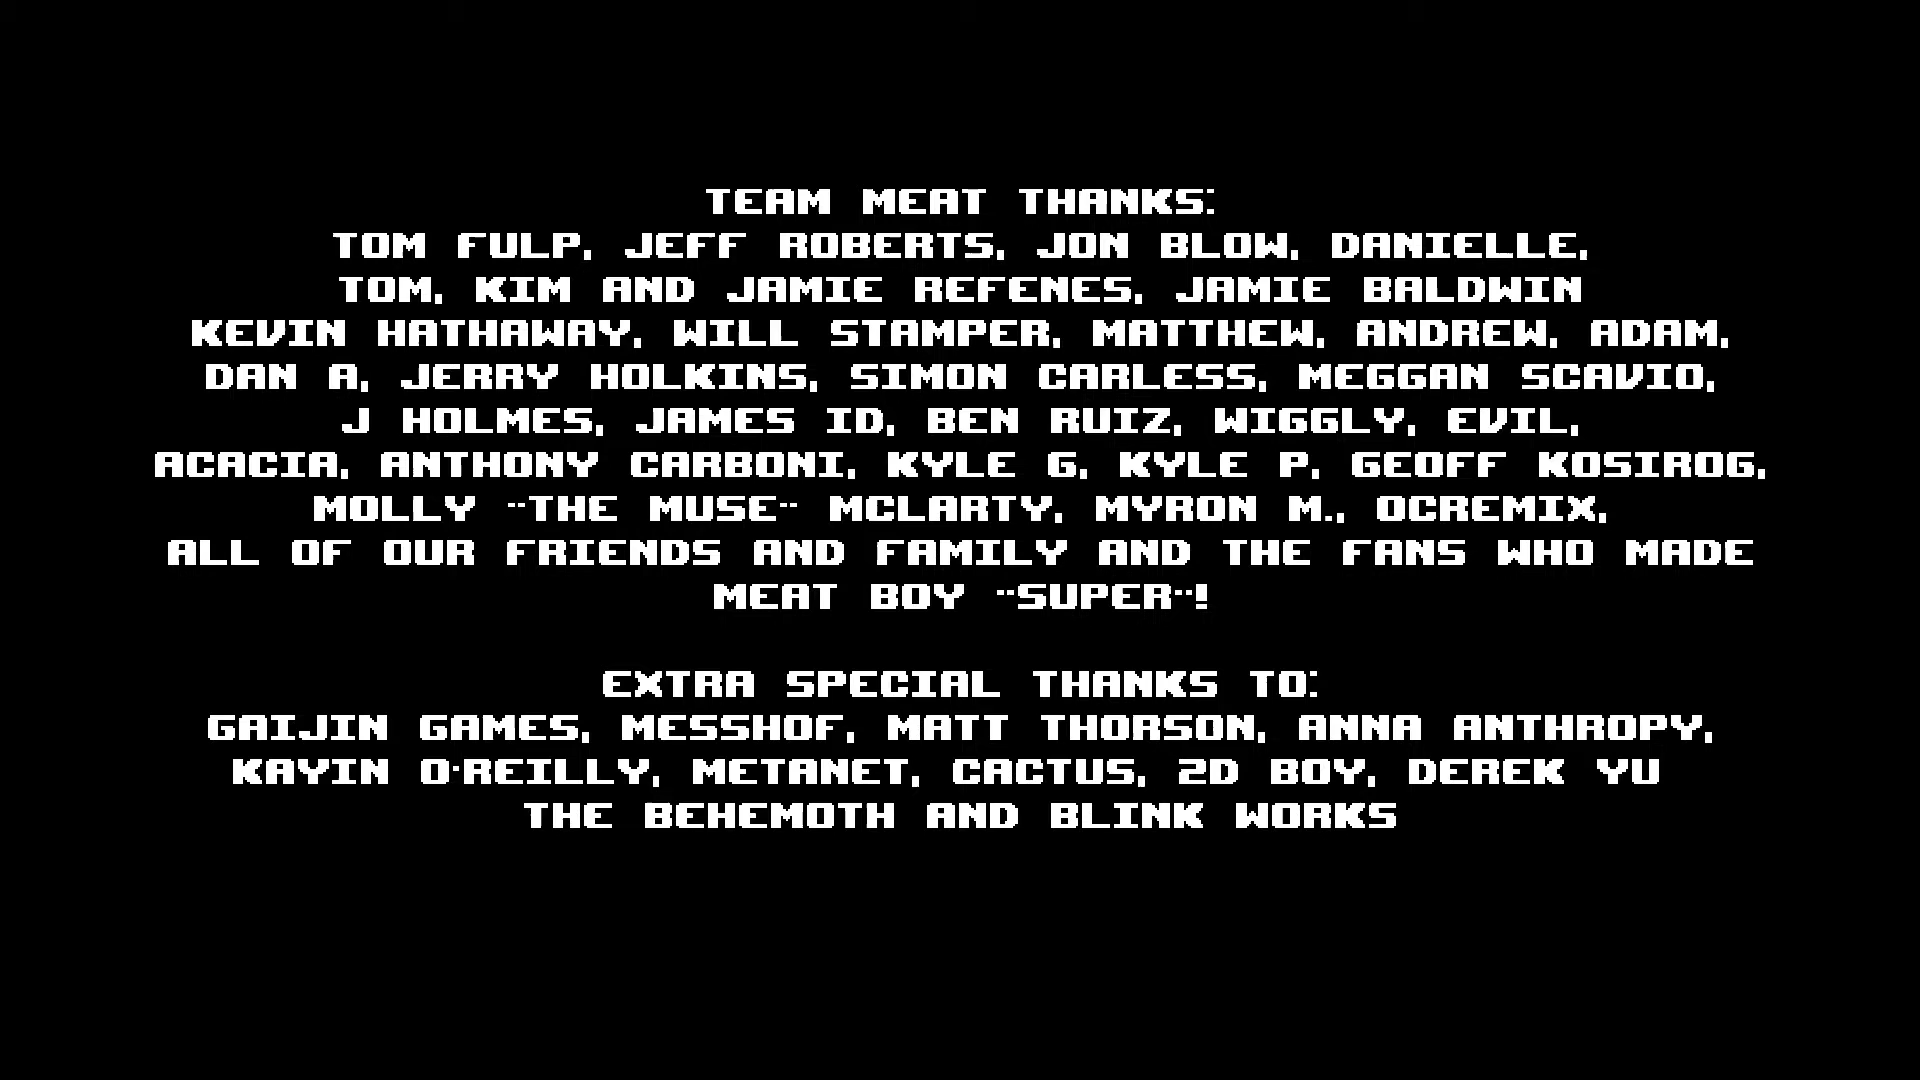 TEAM MEAT THANKS:
TOM FULP, JEFF ROBERTS, JON BLOW, DANIELLE,
TOM, KIM AND JAMIE REFENES, JAMIE BALDWIN
KEVIN HATHAWAY, WILL STAMPER, MATTHEW, ANDREW, ADAM,
DAN A, JERRY HOLKINS, SIMON CARLESS, MEGGAN SCAVIO,
J HOLMES, JAMES ID, BEN RUIZ, WIGGLY, EVIL,
ACACIA, ANTHONY CARBONI, KYLE G, KYLE P, GEOFF KOSIROG,
MOLLY "THE MUSE" MCLARTY, MYRON M., OCREMIX,
ALL OF OUR FRIENDS AND FAMILY AND THE FANS WHO MADE
MEAT BOY "SUPER"!
EXTRA SPECIAL THANKS TO:
GAIJIN GAMES, MESSHOF, MATT THORSON, ANNA ANTHROPY,
KAYIN O'REILLY, METANET, CACTUS, 2D BOY, DEREK YU
THE BEHEMOTH AND BLINK WORKS